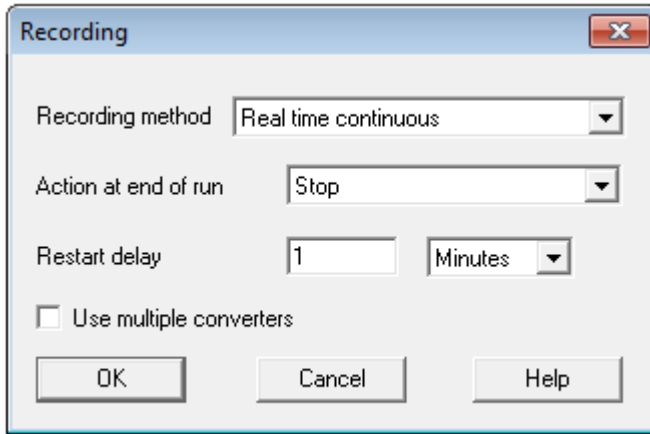 Recording
Recording method Real time continuous
Action at end of run Stop
Restart delay 1 Minutes
Use multiple converters
OK Cancel Help